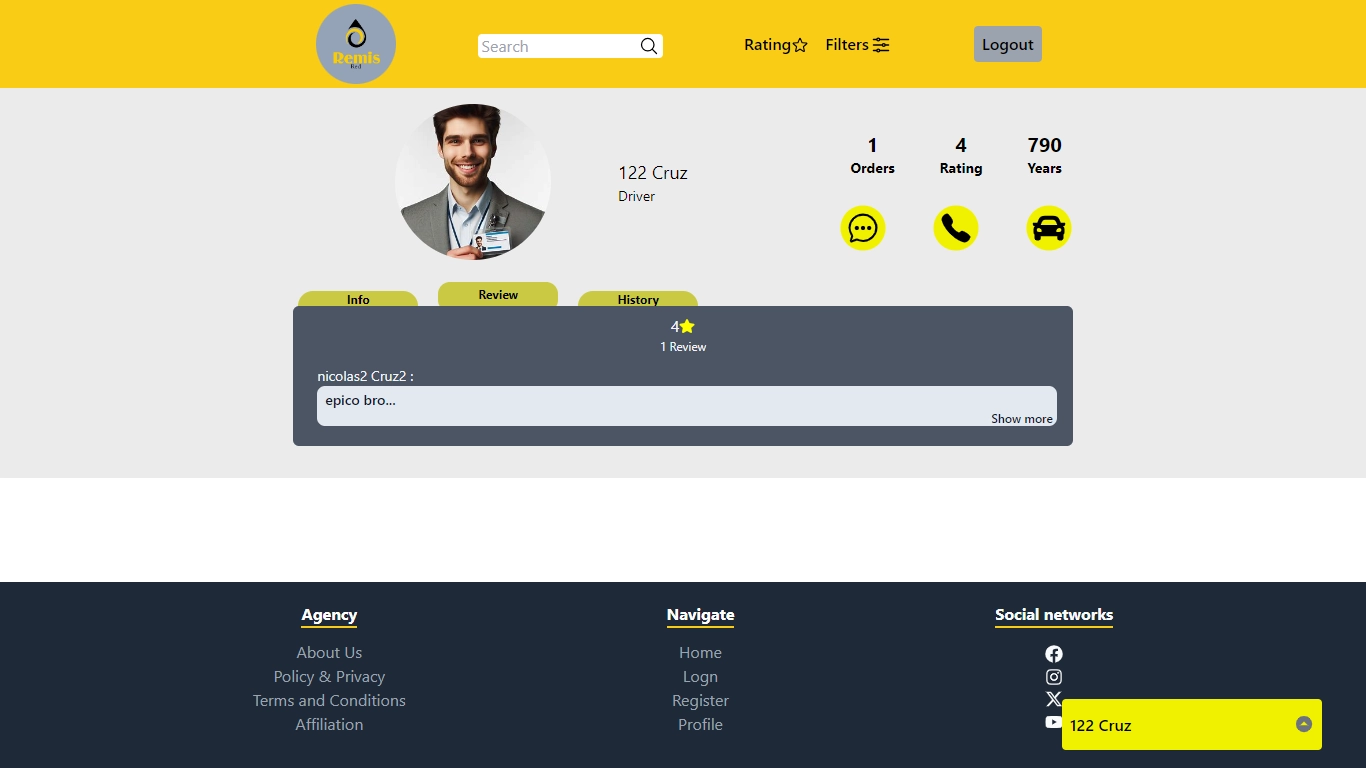 Remis
Red
Search
Rating
Filters
Logout
122 Cruz
Driver
1
Orders
4
Rating
790
Years
Info
Review
History
4
1 Review
nicolas2 Cruz2 :
epico bro...
Show more
Agency
About Us
Policy & Privacy
Terms and Conditions
Affiliation
Navigate
Home
Logn
Register
Profile
Social networks
122 Cruz